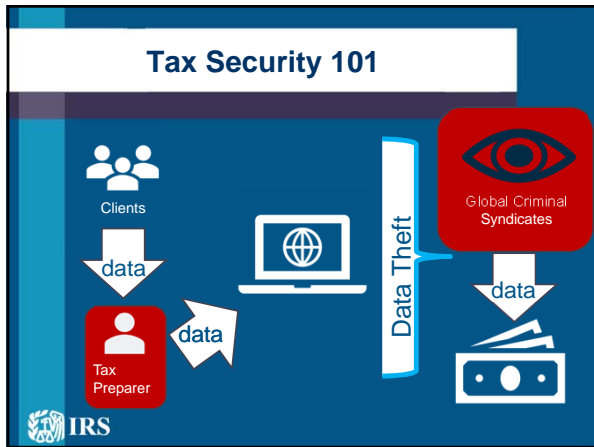 Tax Security 101
Clients
data
Tax
Preparer
data
Data Theft
Global Criminal
Syndicates
data
IRS